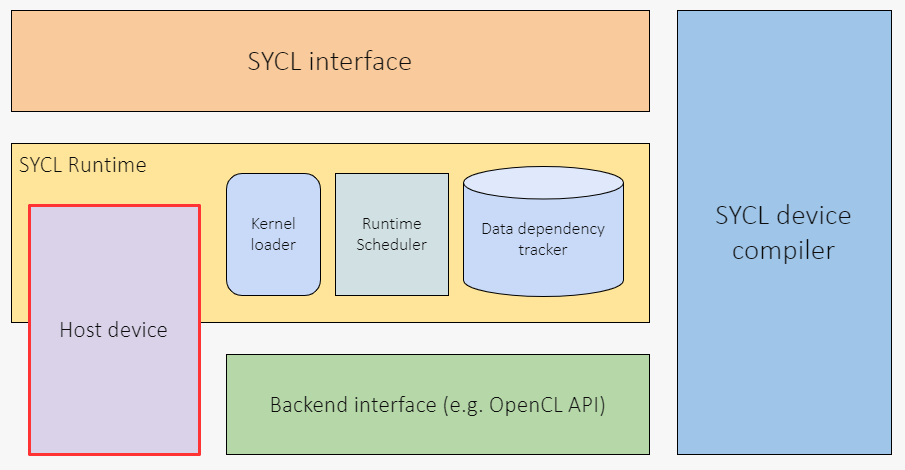 SYCL interface
SYCL Runtime
Kernel
loader
Runtime
Scheduler
Data dependency
tracker
SYCL device
compiler
Host device
Backend interface (e.g. OpenCL API)